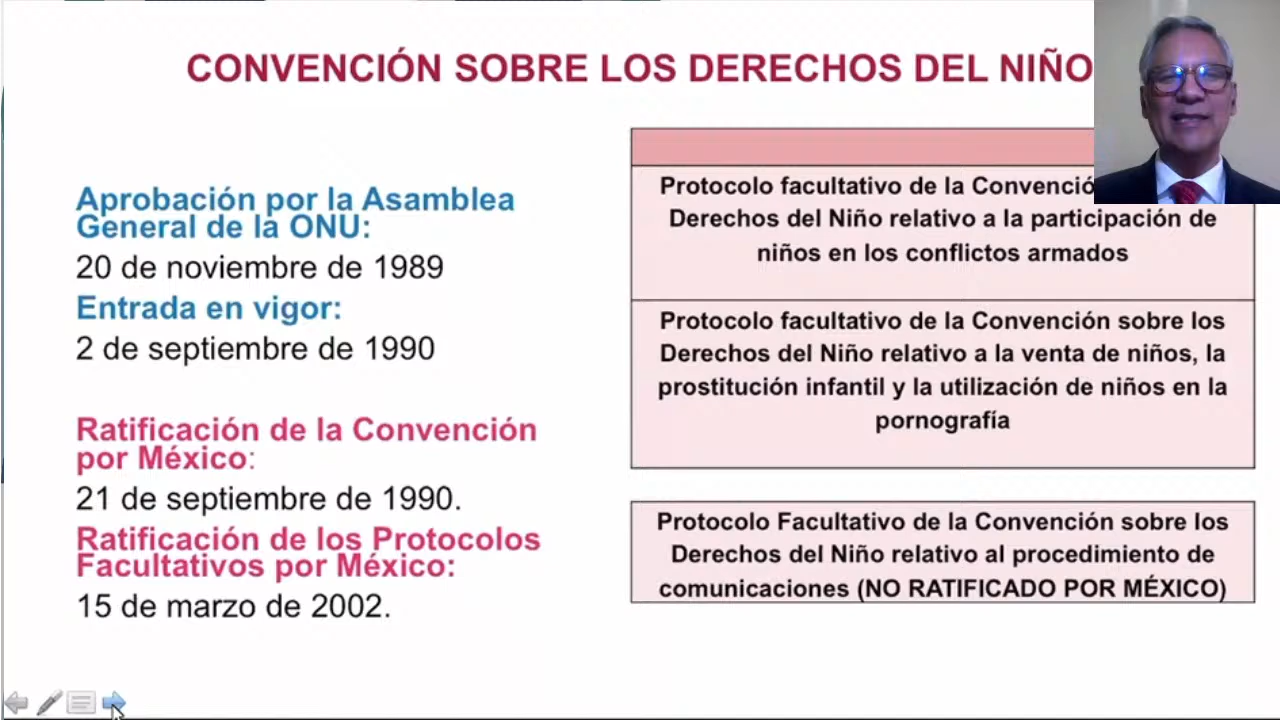 CONVENCIÓN SOBRE LOS DERECHOS DEL NIÑO
Aprobación por la Asamblea
General de la ONU:
20 de noviembre de 1989
Entrada en vigor:
2 de septiembre de 1990
Ratificación de la Convención
por México:
21 de septiembre de 1990.
Ratificación de los Protocolos
Facultativos por México:
15 de marzo de 2002.
Protocolo facultativo de la
Derechos del Niño relativo a la participación de
niños en los conflictos armados
Protocolo facultativo de la Convención sobre los
Derechos del Niño relativo a la venta de niños, la
prostitución infantil y la utilización de niños en la
pornografía
Protocolo Facultativo de la Convención sobre los
Derechos del Niño relativo al procedimiento de
comunicaciones (NO RATIFICADO POR MÉXICO)